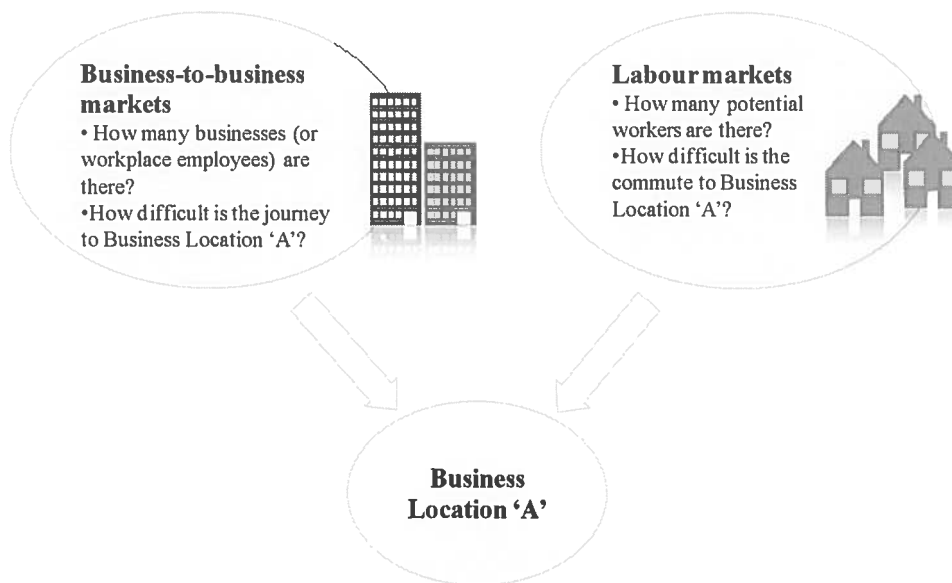 Business-to-business
markets
• How many businesses (or
workplace employees) are
there?
•How difficult is the journey
to Business Location ‘A’?
Labour markets
• How many potential
workers are there?
•How difficult is the
commute to Business
Location ‘A’?
Business
Location ‘A’